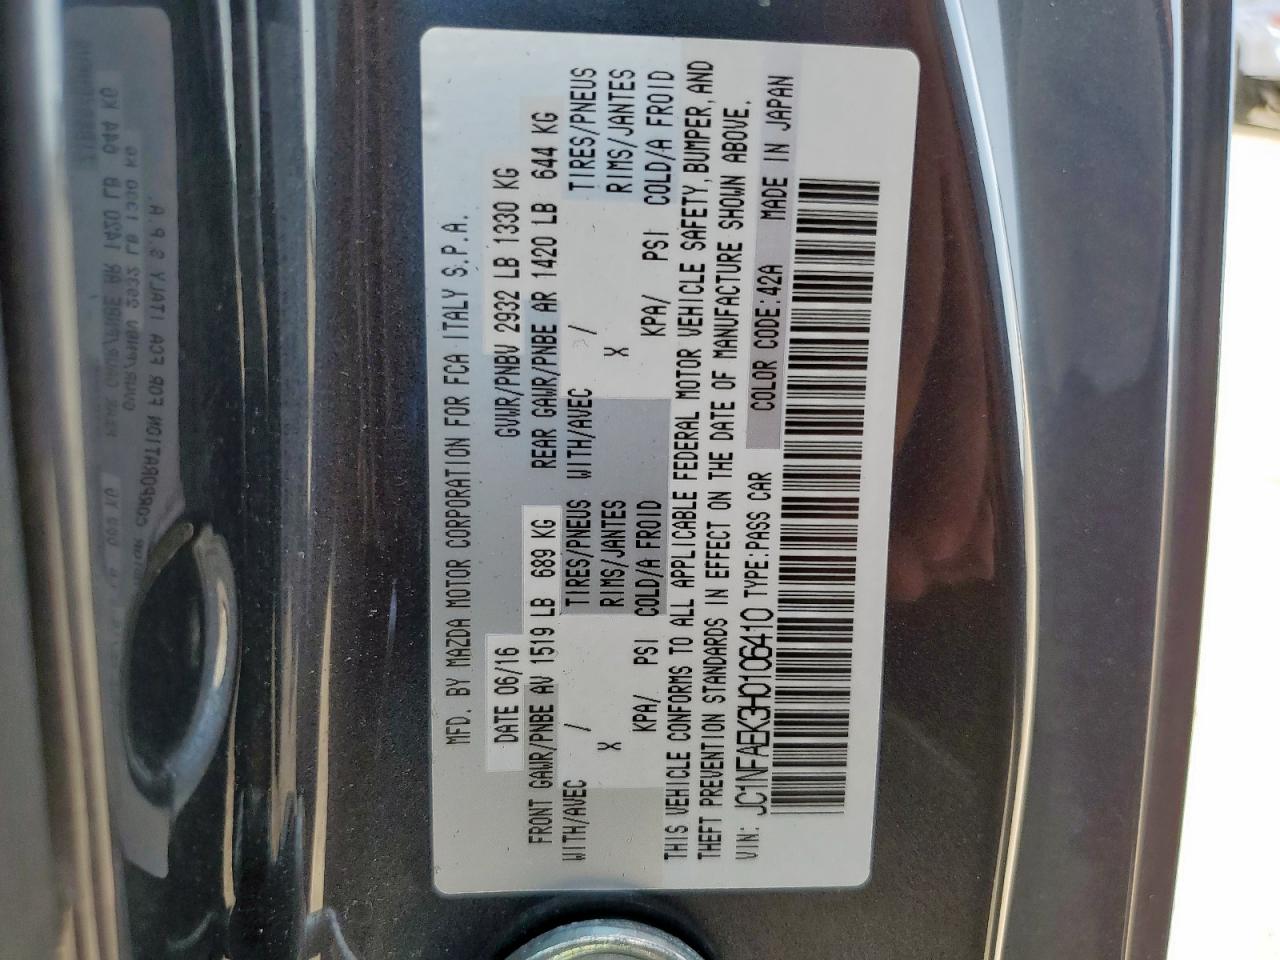 MFD. BY MAZDA MOTOR CORPORATION FOR FCA ITALY S.P.A.
DATE 06/16 GVWR/PNBV 2932 LB 1330 KG
FRONT GAWR/PNBE AV 1519 LB 689 KG REAR GAWR/PNBE AR 1420 LB 644 KG
WITH/AVEC / TIRES/PNEUS WITH/AVEC / TIRES/PNEUS
X RIMS/JANTES X RIMS/JANTES
KPA/ PSI COLD/A FROID KPA/ PSI COLD/A FROID
THIS VEHICLE CONFORMS TO ALL APPLICABLE FEDERAL MOTOR VEHICLE SAFETY, BUMPER, AND
THEFT PREVENTION STANDARDS IN EFFECT ON THE DATE OF MANUFACTURE SHOWN ABOVE.
VIN: JC1NFAEK3H0106410 TYPE:PASS CAR COLOR CODE:42A MADE IN JAPAN